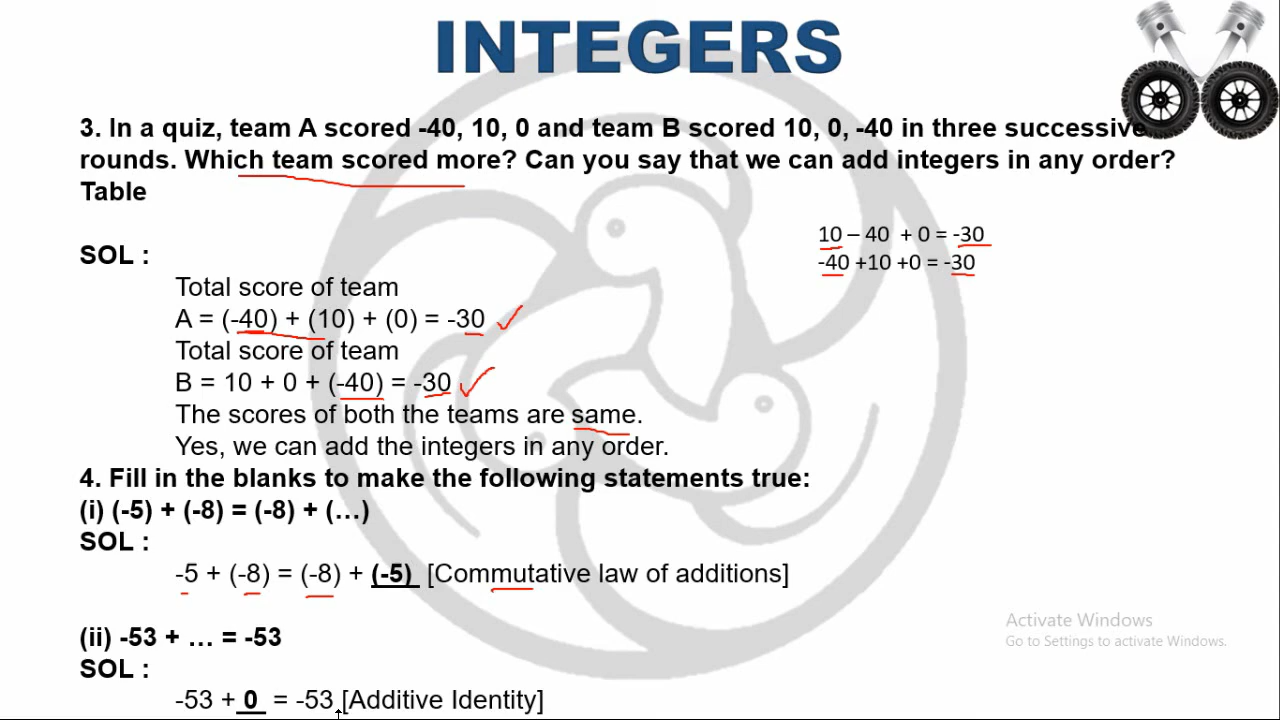 INTEGERS
3. In a quiz, team A scored -40, 10, 0 and team B scored 10, 0, -40 in three successive
rounds. Which team scored more? Can you say that we can add integers in any order?
Table
10 – 40 + 0 = -30
-40 +10 +0 = -30
SOL :
Total score of team
A = (-40) + (10) + (0) = -30
Total score of team
B = 10 + 0 + (-40) = -30
The scores of both the teams are same.
Yes, we can add the integers in any order.
4. Fill in the blanks to make the following statements true:
(i) (-5) + (-8) = (-8) + (…)
SOL :
-5 + (-8) = (-8) + (-5) [Commutative law of additions]
(ii) -53 + … = -53
SOL :
-53 + 0 = -53 [Additive Identity]
Activate Windows
Go to Settings to activate Windows.